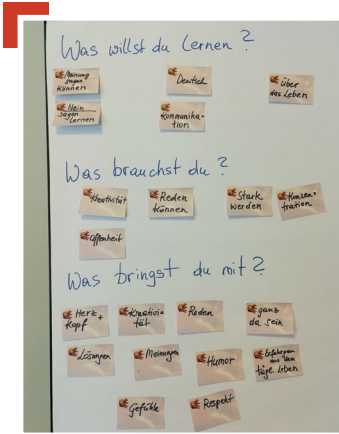 Was willst du Lernen?
Meinung
sagen
können
Deutsch
über
das Leben
Nein
sagen
lernen
Kommunika-
tion
Was brauchst du?
Kreativität
Reden
können
Stark
werden
Konzen-
tration
Offenheit
Was bringst du mit?
Herz +
Kopf
Kreativi-
tät
Reden
ganz
da sein
Lösungen
Meinungen
Humor
Erfahrungen
aus dem
tägl. Leben
Gefühle
Respekt